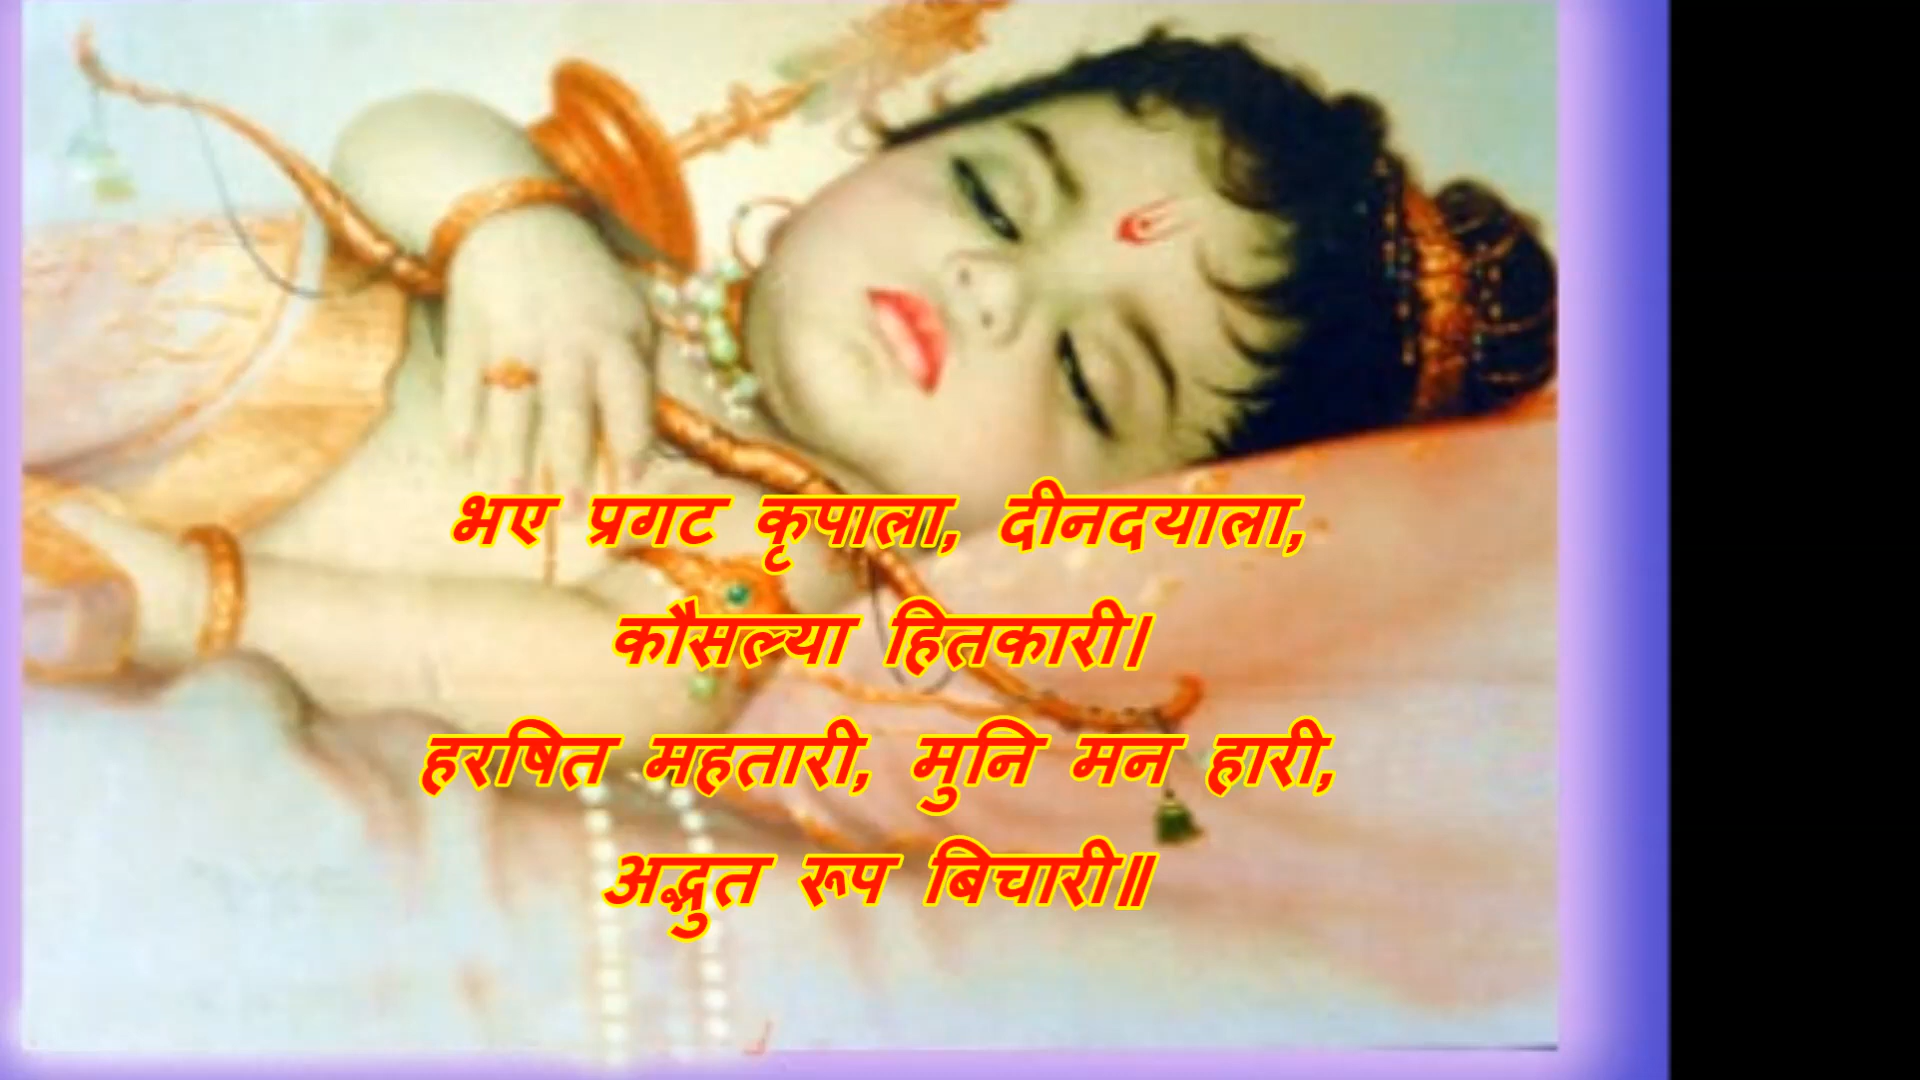 भए प्रगट कृपाला, दीनदयाला,
कौसल्या हितकारी।
हरषित महतारी, मुनि मन हारी,
अद्भुत रूप बिचारी॥